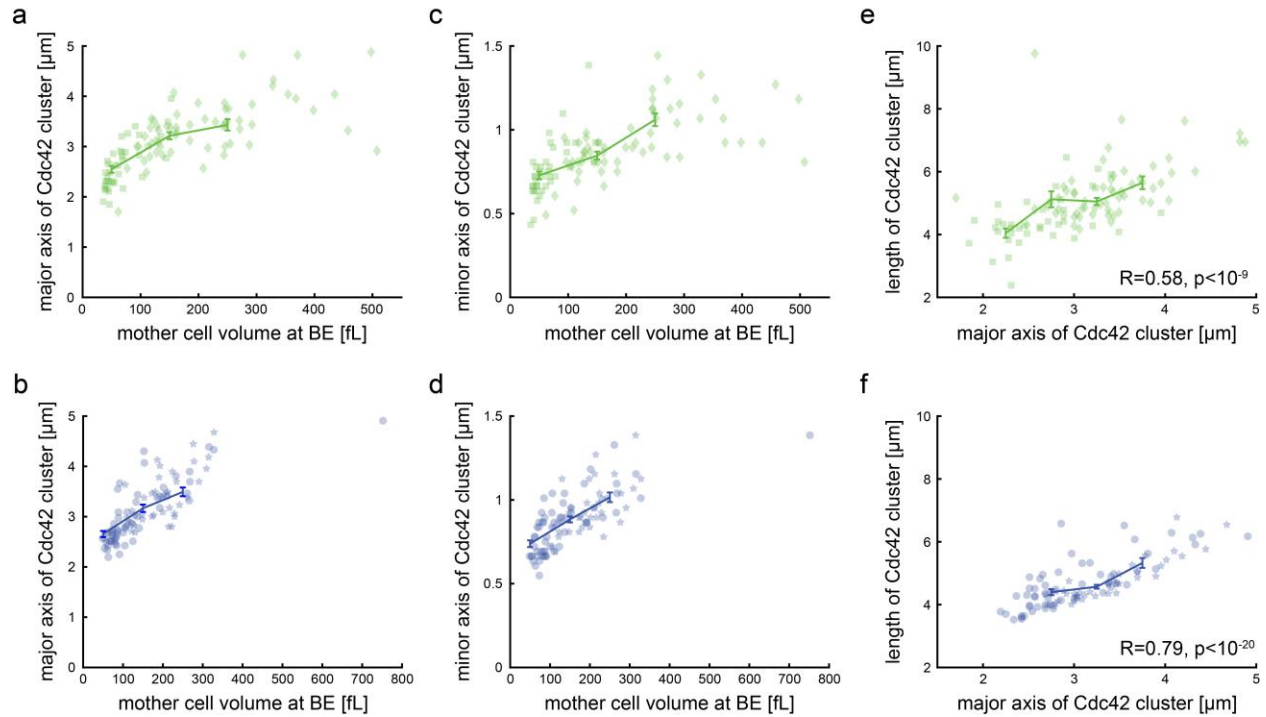 a
major axis of Cdc42 cluster [µm]
5
4
3
2
1
0
0 100 200 300 400 500
mother cell volume at BE [fL]
c
minor axis of Cdc42 cluster [µm]
1.5
1
0.5
0
0 100 200 300 400 500
mother cell volume at BE [fL]
e
length of Cdc42 cluster [µm]
10
8
6
4
2
R=0.58, p<10⁻⁹
2 3 4 5
major axis of Cdc42 cluster [µm]
b
major axis of Cdc42 cluster [µm]
5
4
3
2
1
0
0 100 200 300 400 500 600 700 800
mother cell volume at BE [fL]
d
minor axis of Cdc42 cluster [µm]
1.5
1
0.5
0
0 100 200 300 400 500 600 700 800
mother cell volume at BE [fL]
f
length of Cdc42 cluster [µm]
10
8
6
4
2
R=0.79, p<10⁻²⁰
2 3 4 5
major axis of Cdc42 cluster [µm]